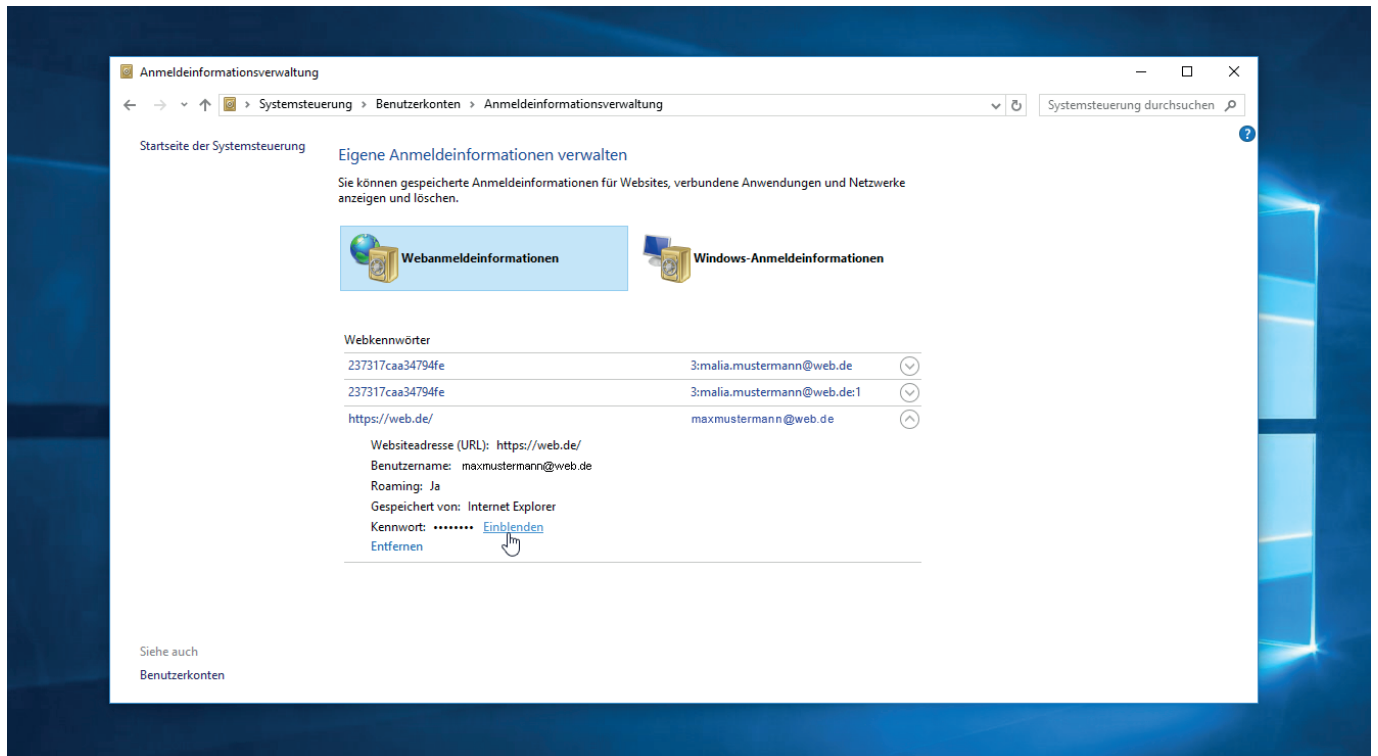 Anmeldeinformationsverwaltung
Systemsteuerung > Benutzerkonten > Anmeldeinformationsverwaltung
Systemsteuerung durchsuchen
?
Startseite der Systemsteuerung
Eigene Anmeldeinformationen verwalten
Sie können gespeicherte Anmeldeinformationen für Websites, verbundene Anwendungen und Netzwerke
anzeigen und löschen.
Webanmeldeinformationen
Windows-Anmeldeinformationen
Webkennwörter
237317caa34794fe 3:malia.mustermann@web.de
237317caa34794fe 3:malia.mustermann@web.de:1
https://web.de/ maxmustermann@web.de
Websiteadresse (URL): https://web.de/
Benutzername: maxmustermann@web.de
Roaming: Ja
Gespeichert von: Internet Explorer
Kennwort: •••••••• Einblenden
Entfernen
Siehe auch
Benutzerkonten